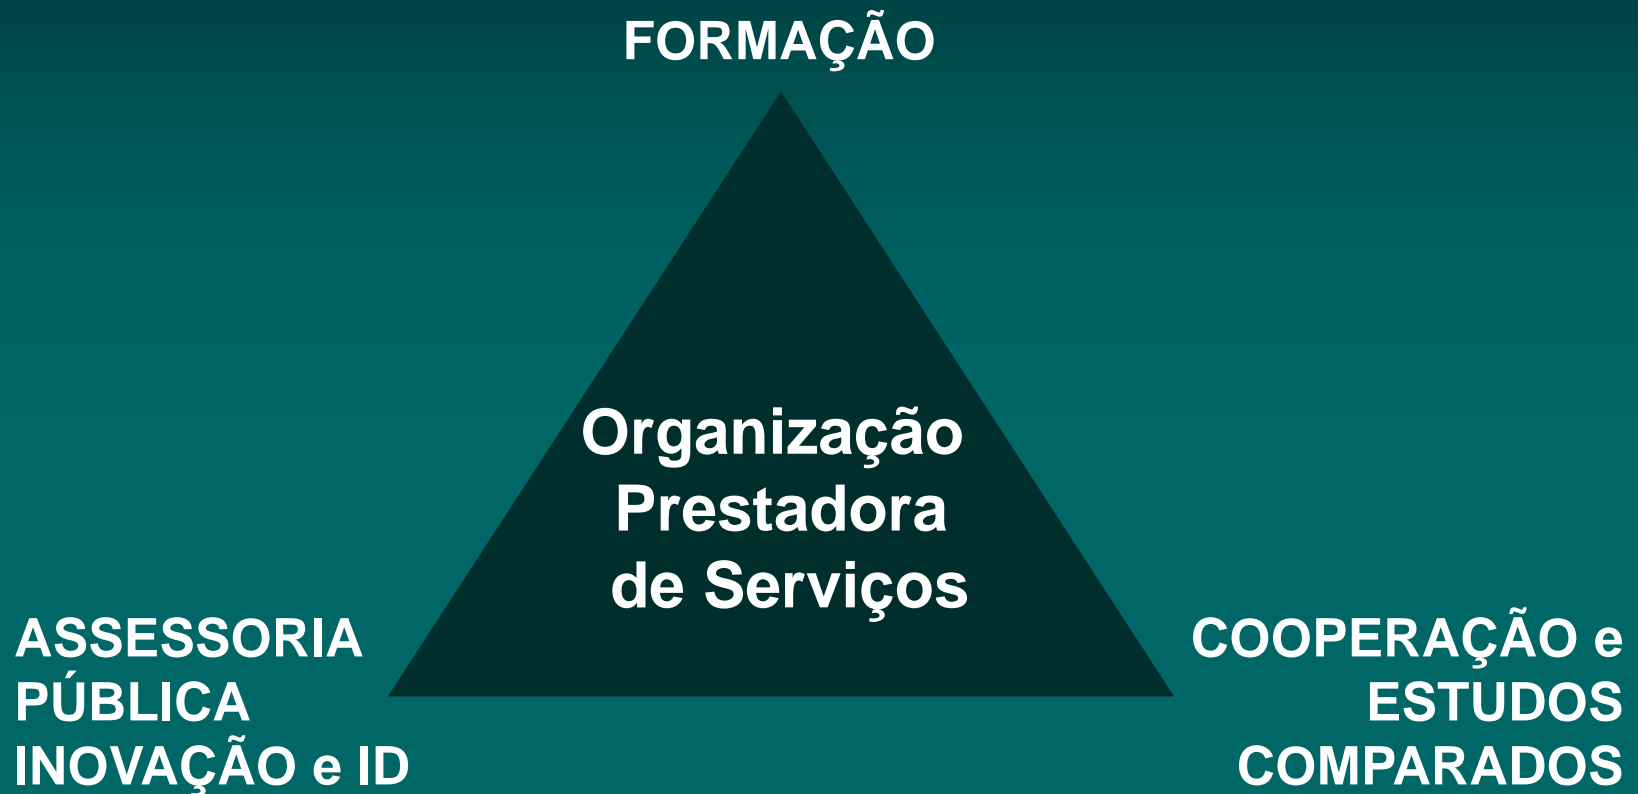 FORMAÇÃO
Organização
Prestadora
de Serviços
ASSESSORIA
PÚBLICA
INOVAÇÃO e ID
COOPERAÇÃO e
ESTUDOS
COMPARADOS